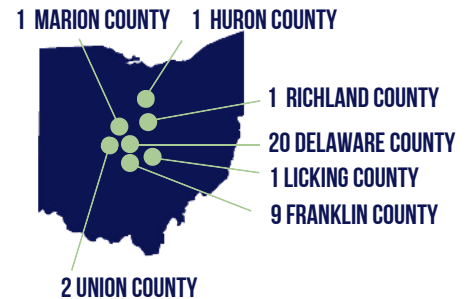 1 MARION COUNTY
1 HURON COUNTY
1 RICHLAND COUNTY
20 DELAWARE COUNTY
1 LICKING COUNTY
9 FRANKLIN COUNTY
2 UNION COUNTY